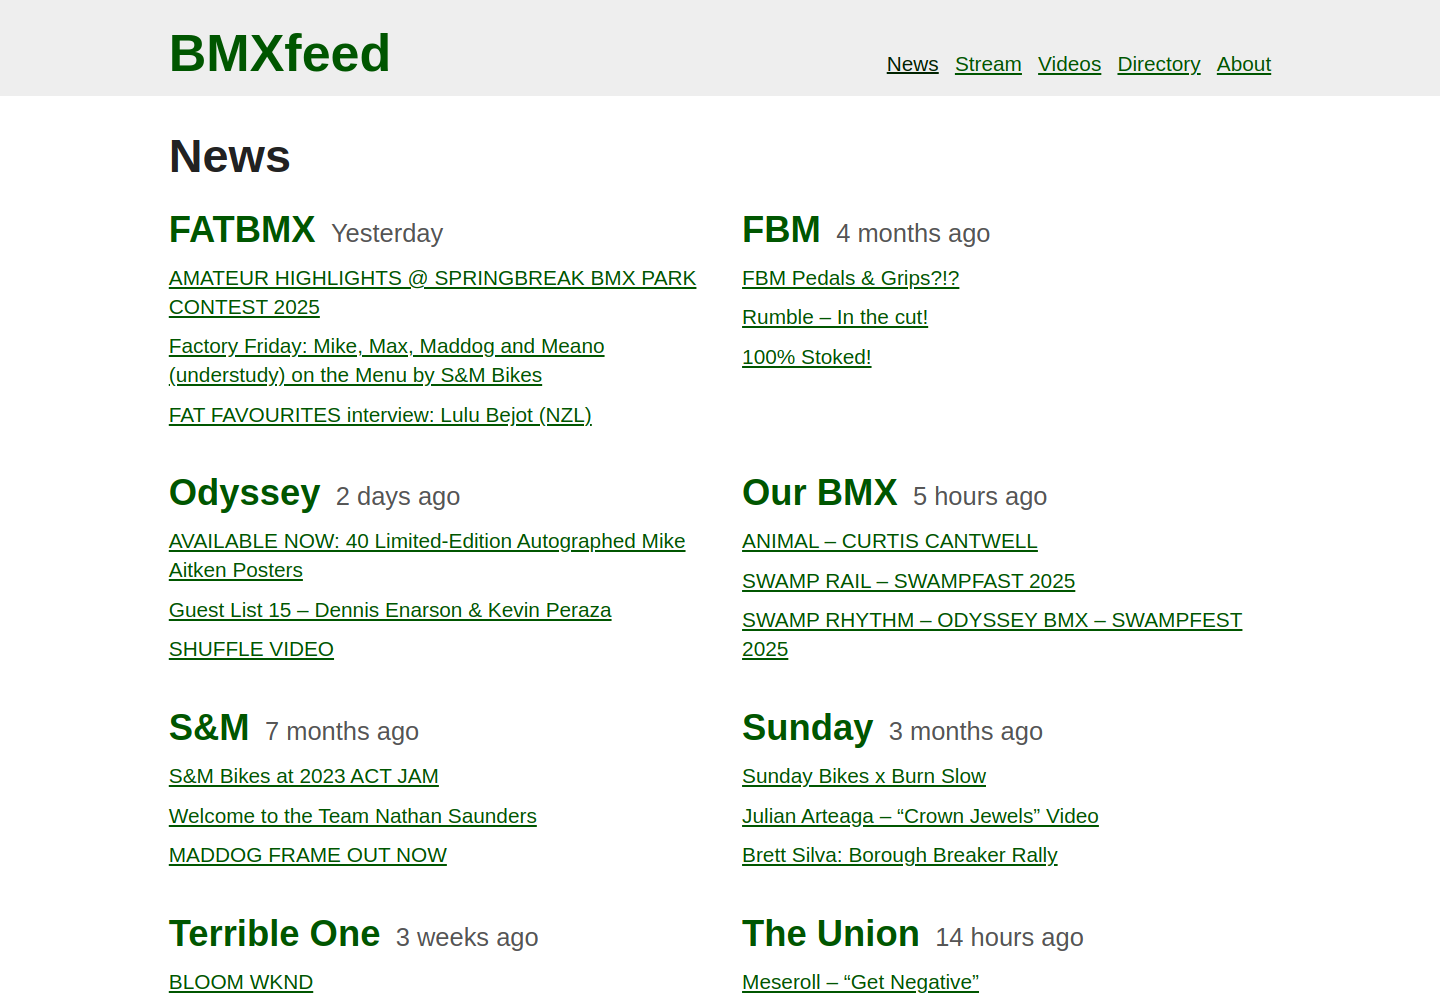 BMXfeed
News Stream Videos Directory About
News
FATBMX Yesterday
AMATEUR HIGHLIGHTS @ SPRINGBREAK BMX PARK
CONTEST 2025
Factory Friday: Mike, Max, Maddog and Meano
(understudy) on the Menu by S&M Bikes
FAT FAVOURITES interview: Lulu Bejot (NZL)
FBM 4 months ago
FBM Pedals & Grips?!?
Rumble – In the cut!
100% Stoked!
Odyssey 2 days ago
AVAILABLE NOW: 40 Limited-Edition Autographed Mike
Aitken Posters
Guest List 15 – Dennis Enarson & Kevin Peraza
SHUFFLE VIDEO
Our BMX 5 hours ago
ANIMAL – CURTIS CANTWELL
SWAMP RAIL – SWAMPFAST 2025
SWAMP RHYTHM – ODYSSEY BMX – SWAMPFEST
2025
S&M 7 months ago
S&M Bikes at 2023 ACT JAM
Welcome to the Team Nathan Saunders
MADDOG FRAME OUT NOW
Sunday 3 months ago
Sunday Bikes x Burn Slow
Julian Arteaga – “Crown Jewels” Video
Brett Silva: Borough Breaker Rally
Terrible One 3 weeks ago
BLOOM WKND
The Union 14 hours ago
Meseroll – “Get Negative”